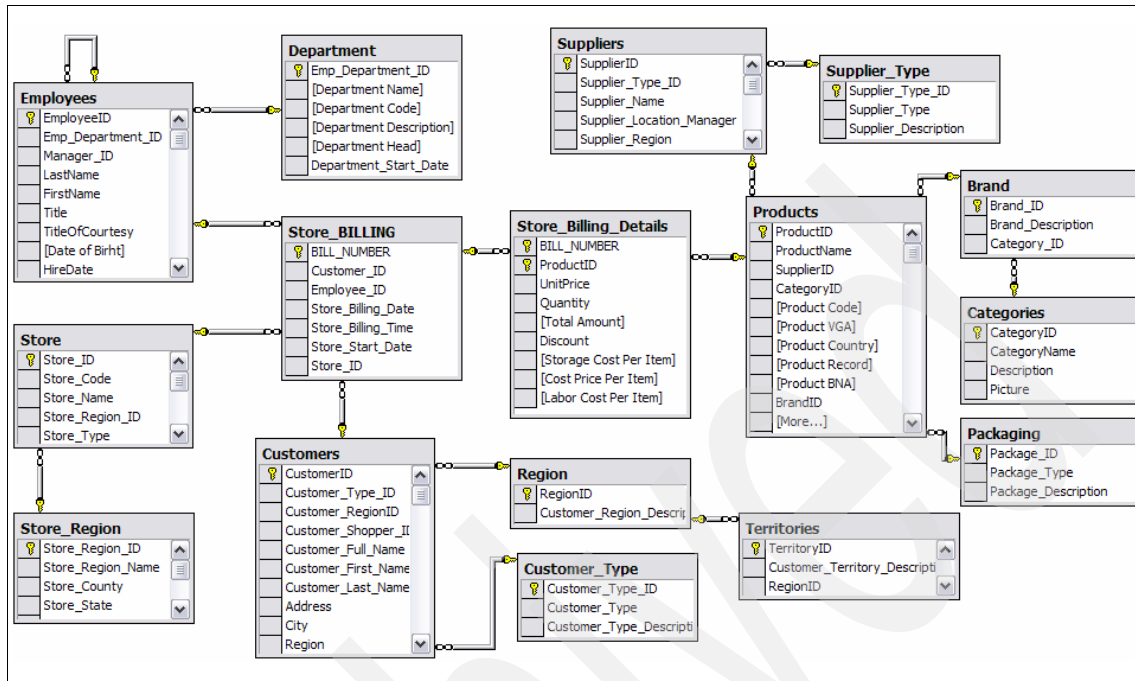 Department
Emp_Department_ID
[Department Name]
[Department Code]
[Department Description]
[Department Head]
Department_Start_Date
Suppliers
SupplierID
Supplier_Type_ID
Supplier_Name
Supplier_Location_Manager
Supplier_Region
Supplier_Type
Supplier_Type_ID
Supplier_Type
Supplier_Description
Employees
EmployeeID
Emp_Department_ID
Manager_ID
LastName
FirstName
Title
TitleOfCourtesy
[Date of Birht]
HireDate
Store_BILLING
BILL_NUMBER
Customer_ID
Employee_ID
Store_Billing_Date
Store_Billing_Time
Store_Start_Date
Store_ID
Store_Billing_Details
BILL_NUMBER
ProductID
UnitPrice
Quantity
[Total Amount]
Discount
[Storage Cost Per Item]
[Cost Price Per Item]
[Labor Cost Per Item]
Products
ProductID
ProductName
SupplierID
CategoryID
[Product Code]
[Product VGA]
[Product Country]
[Product Record]
[Product BNA]
BrandID
[More...]
Brand
Brand_ID
Brand_Description
Category_ID
Categories
CategoryID
CategoryName
Description
Picture
Packaging
Package_ID
Package_Type
Package_Description
Store
Store_ID
Store_Code
Store_Name
Store_Region_ID
Store_Type
Store_Region
Store_Region_ID
Store_Region_Name
Store_County
Store_State
Customers
CustomerID
Customer_Type_ID
Customer_RegionID
Customer_Shopper_ID
Customer_Full_Name
Customer_First_Name
Customer_Last_Name
Address
City
Region
Region
RegionID
Customer_Region_Descrip
Customer_Type
Customer_Type_ID
Customer_Type
Customer_Type_Descripti
Territories
TerritoryID
Customer_Territory_Descripti
RegionID